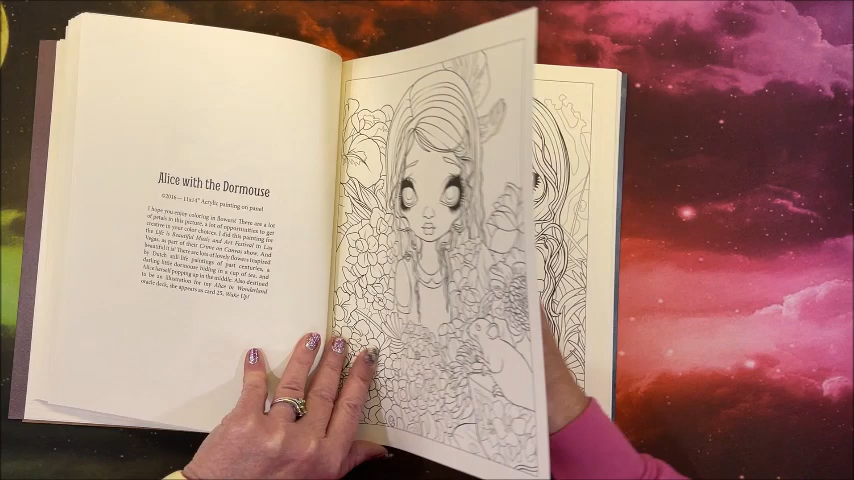 Alice with the Dormouse
©2016—11x14" Acrylic painting on panel
I hope you enjoy coloring in flowers! There are a lot
of petals in this picture, a lot of opportunities to get
creative in your color choices. I did this painting for
the Life is Beautiful Music and Art Festival in Las
Vegas, as part of their Crime on Canvas show. And
beautiful it is! There are lots of lovely flowers inspired
by Dutch still life paintings of past centuries, a
darling little dormouse hiding in a cup of tea, and
Alice herself popping up in the middle. Also destined
to be an illustration for my Alice in Wonderland
oracle deck, she appears as card 25, Wake Up!